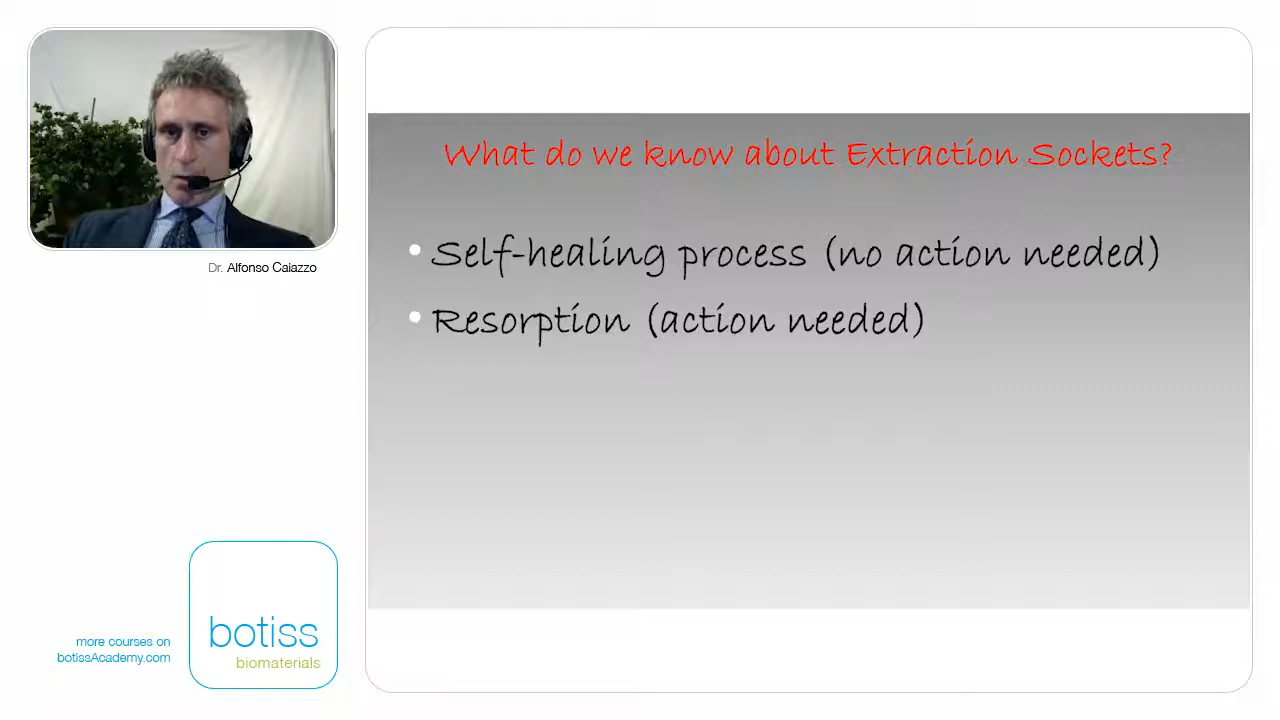 Dr. Alfonso Caiazzo
What do we know about Extraction Sockets?
• Self-healing process (no action needed)
• Resorption (action needed)
more courses on
botissAcademy.com
botiss
biomaterials